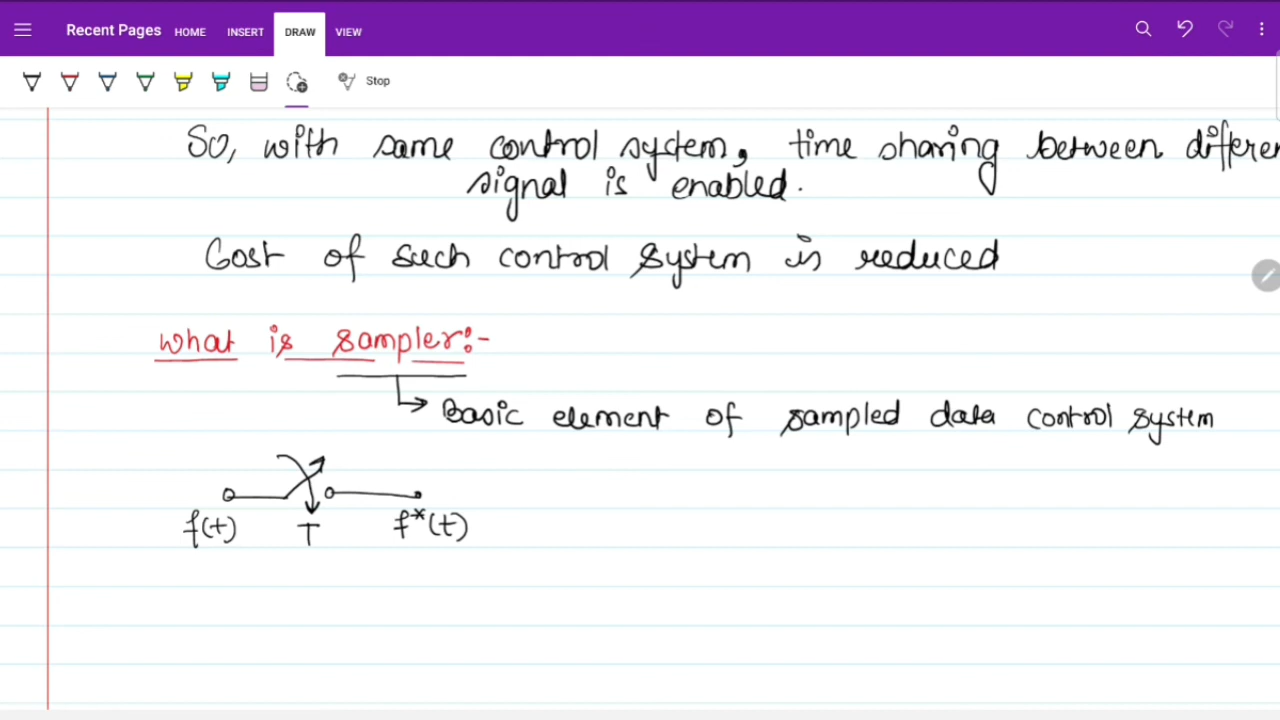 Recent Pages HOME INSERT DRAW VIEW
Stop
So, with same control system, time sharing between differen
signal is enabled.
Cost of such control system is reduced
What is sampler:-
Basic element of sampled data control system
f(t) T f*(t)